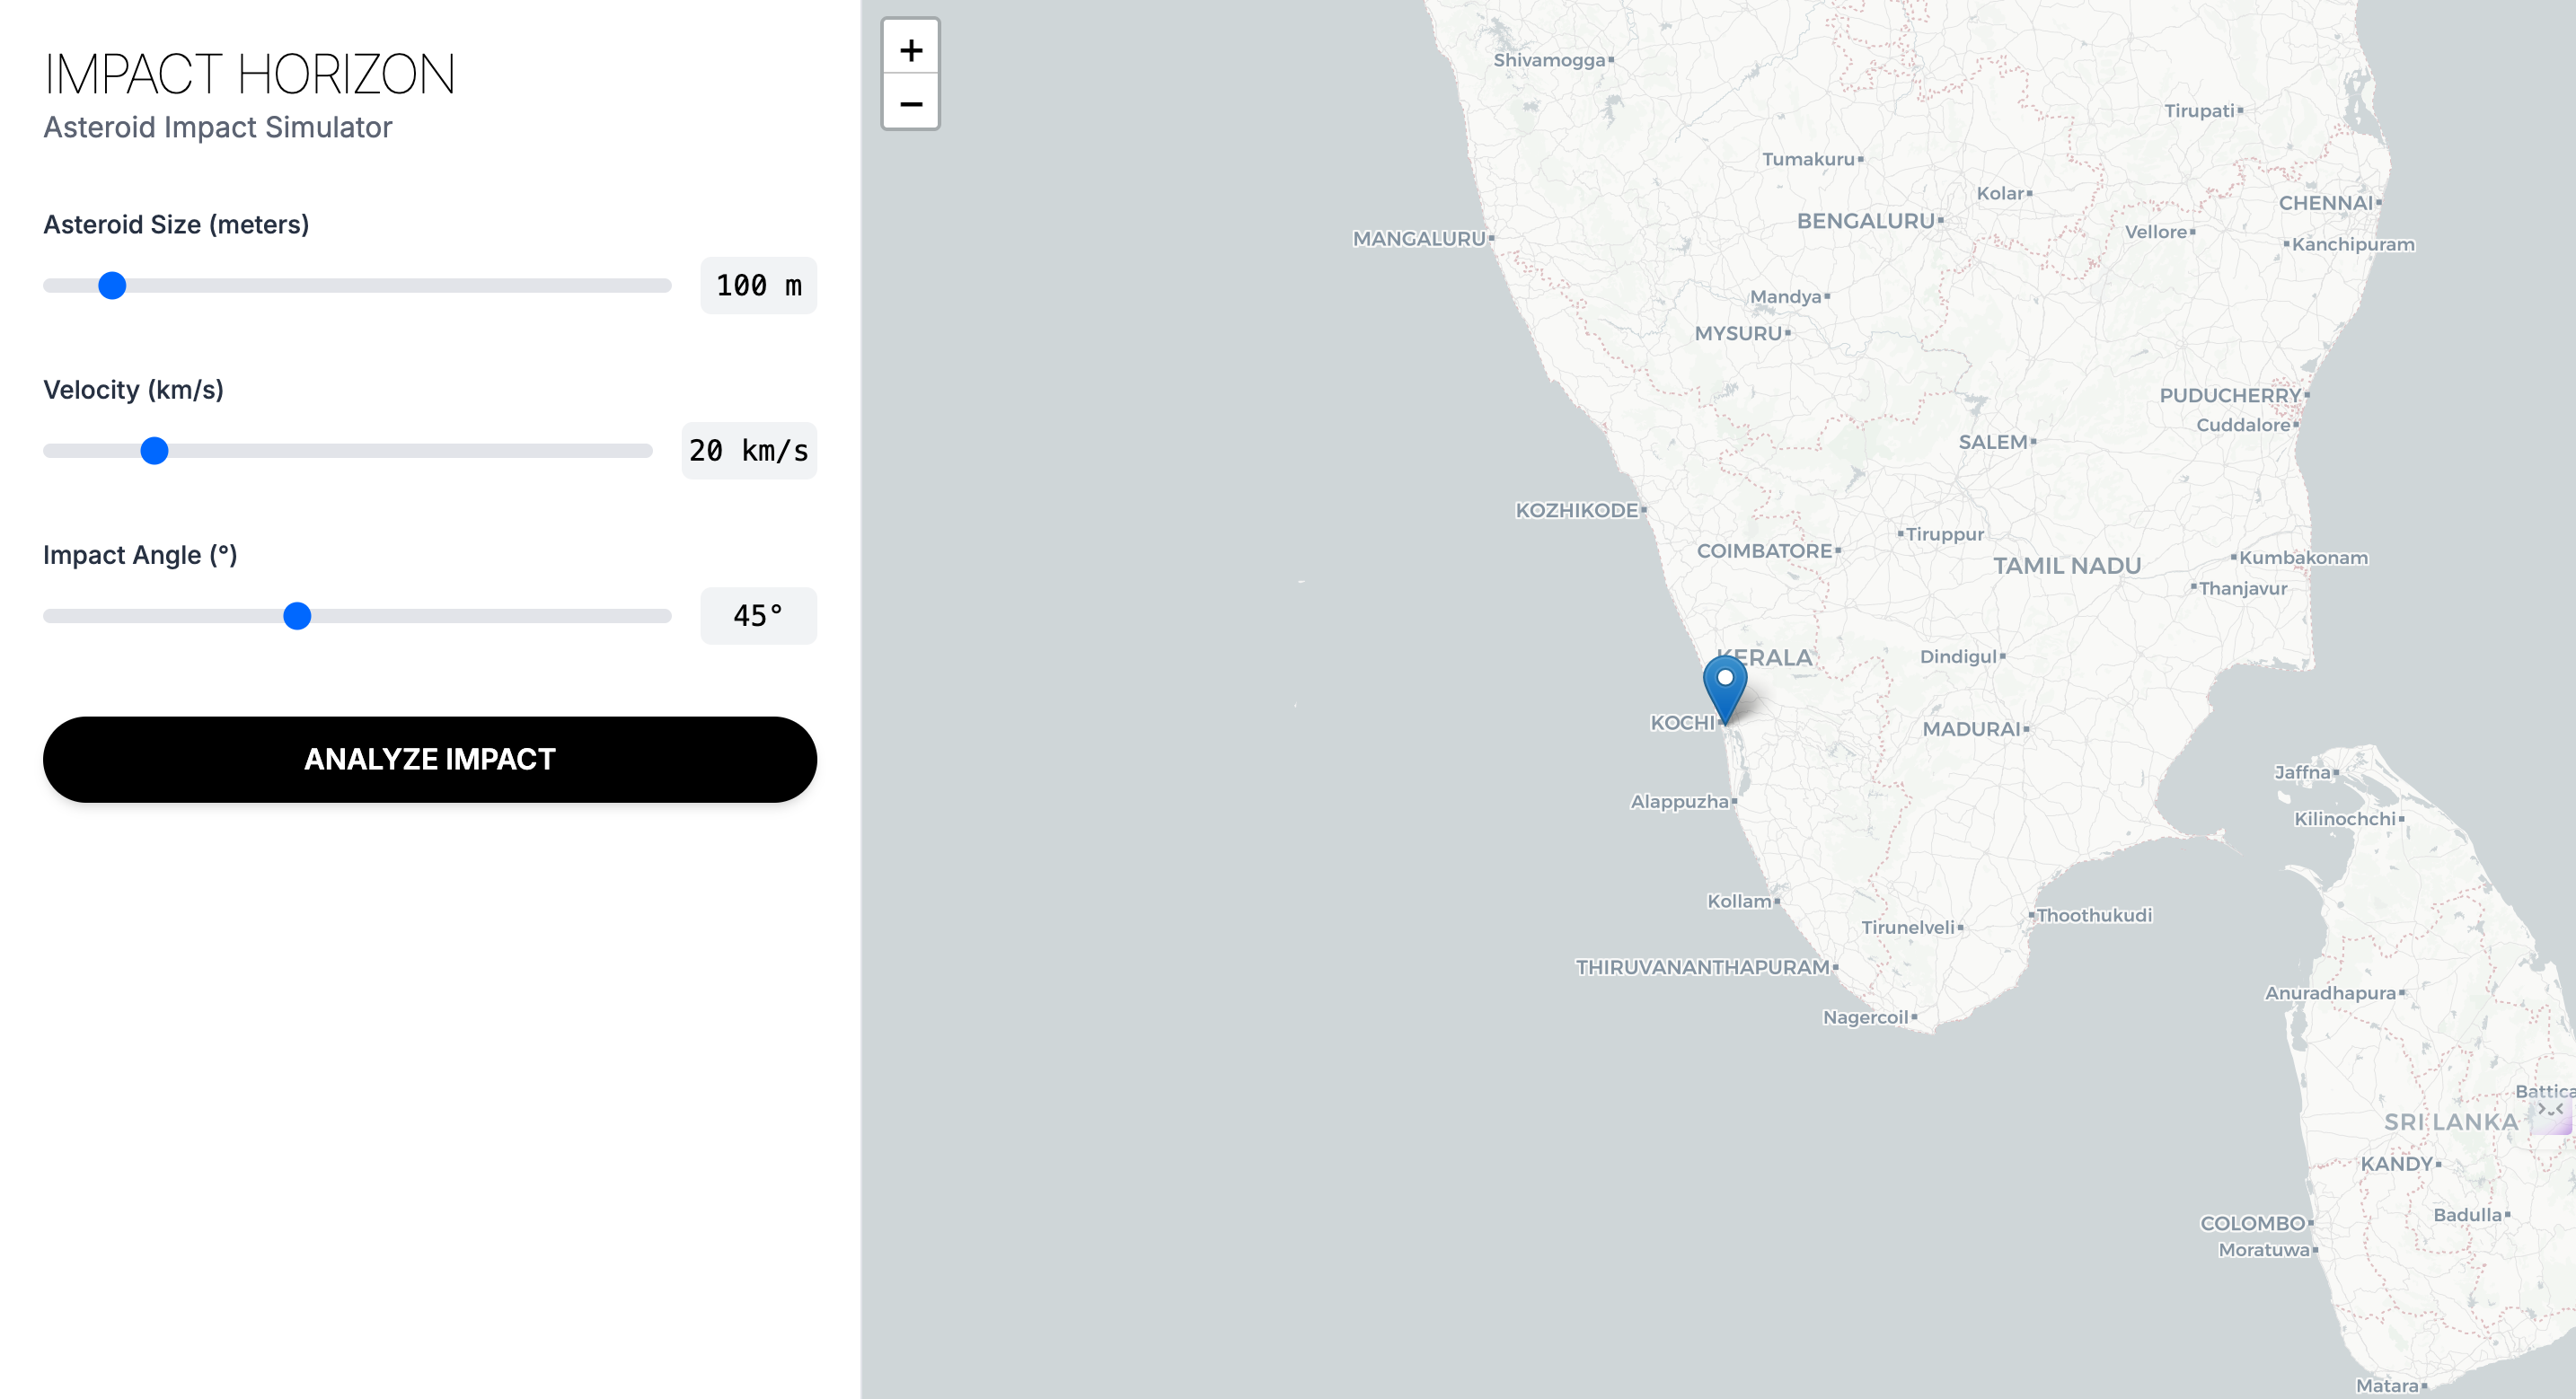 IMPACT HORIZON
Asteroid Impact Simulator
Asteroid Size (meters)
100 m
Velocity (km/s)
20 km/s
Impact Angle (°)
45°
ANALYZE IMPACT
+
−
Shivamogga
Tirupati
Tumakuru
Kolar
CHENNAI
BENGALURU
Vellore
MANGALURU
Kanchipuram
Mandya
MYSURU
PUDUCHERRY
Cuddalore
SALEM
KOZHIKODE
Tiruppur
COIMBATORE
Kumbakonam
TAMIL NADU
Thanjavur
KERALA
Dindigul
KOCHI
MADURAI
Jaffna
Alappuzha
Kilinochchi
Kollam
Thoothukudi
Tirunelveli
THIRUVANANTHAPURAM
Anuradhapura
Nagercoil
Battica
SRI LANKA
KANDY
Badulla
COLOMBO
Moratuwa
Matara